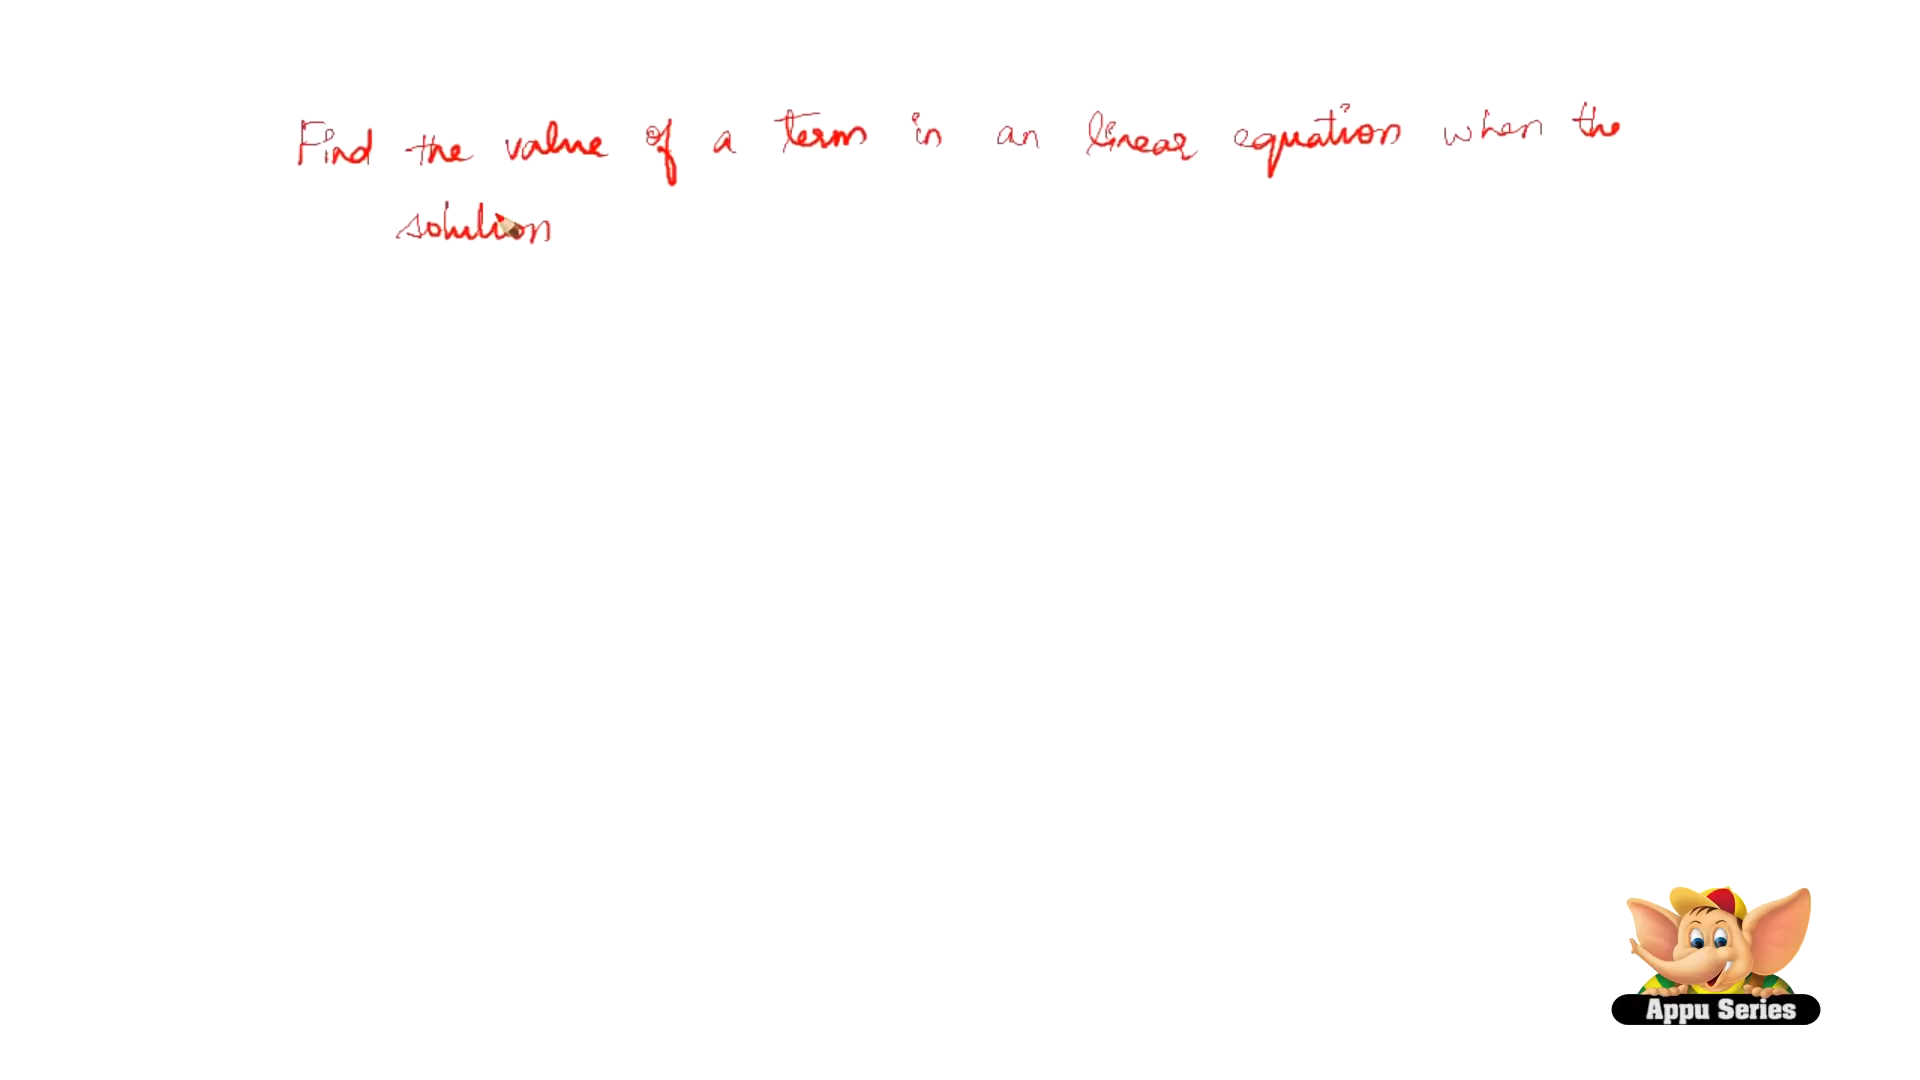 Find the value of a term in an linear equation when the
solution
Appu Series